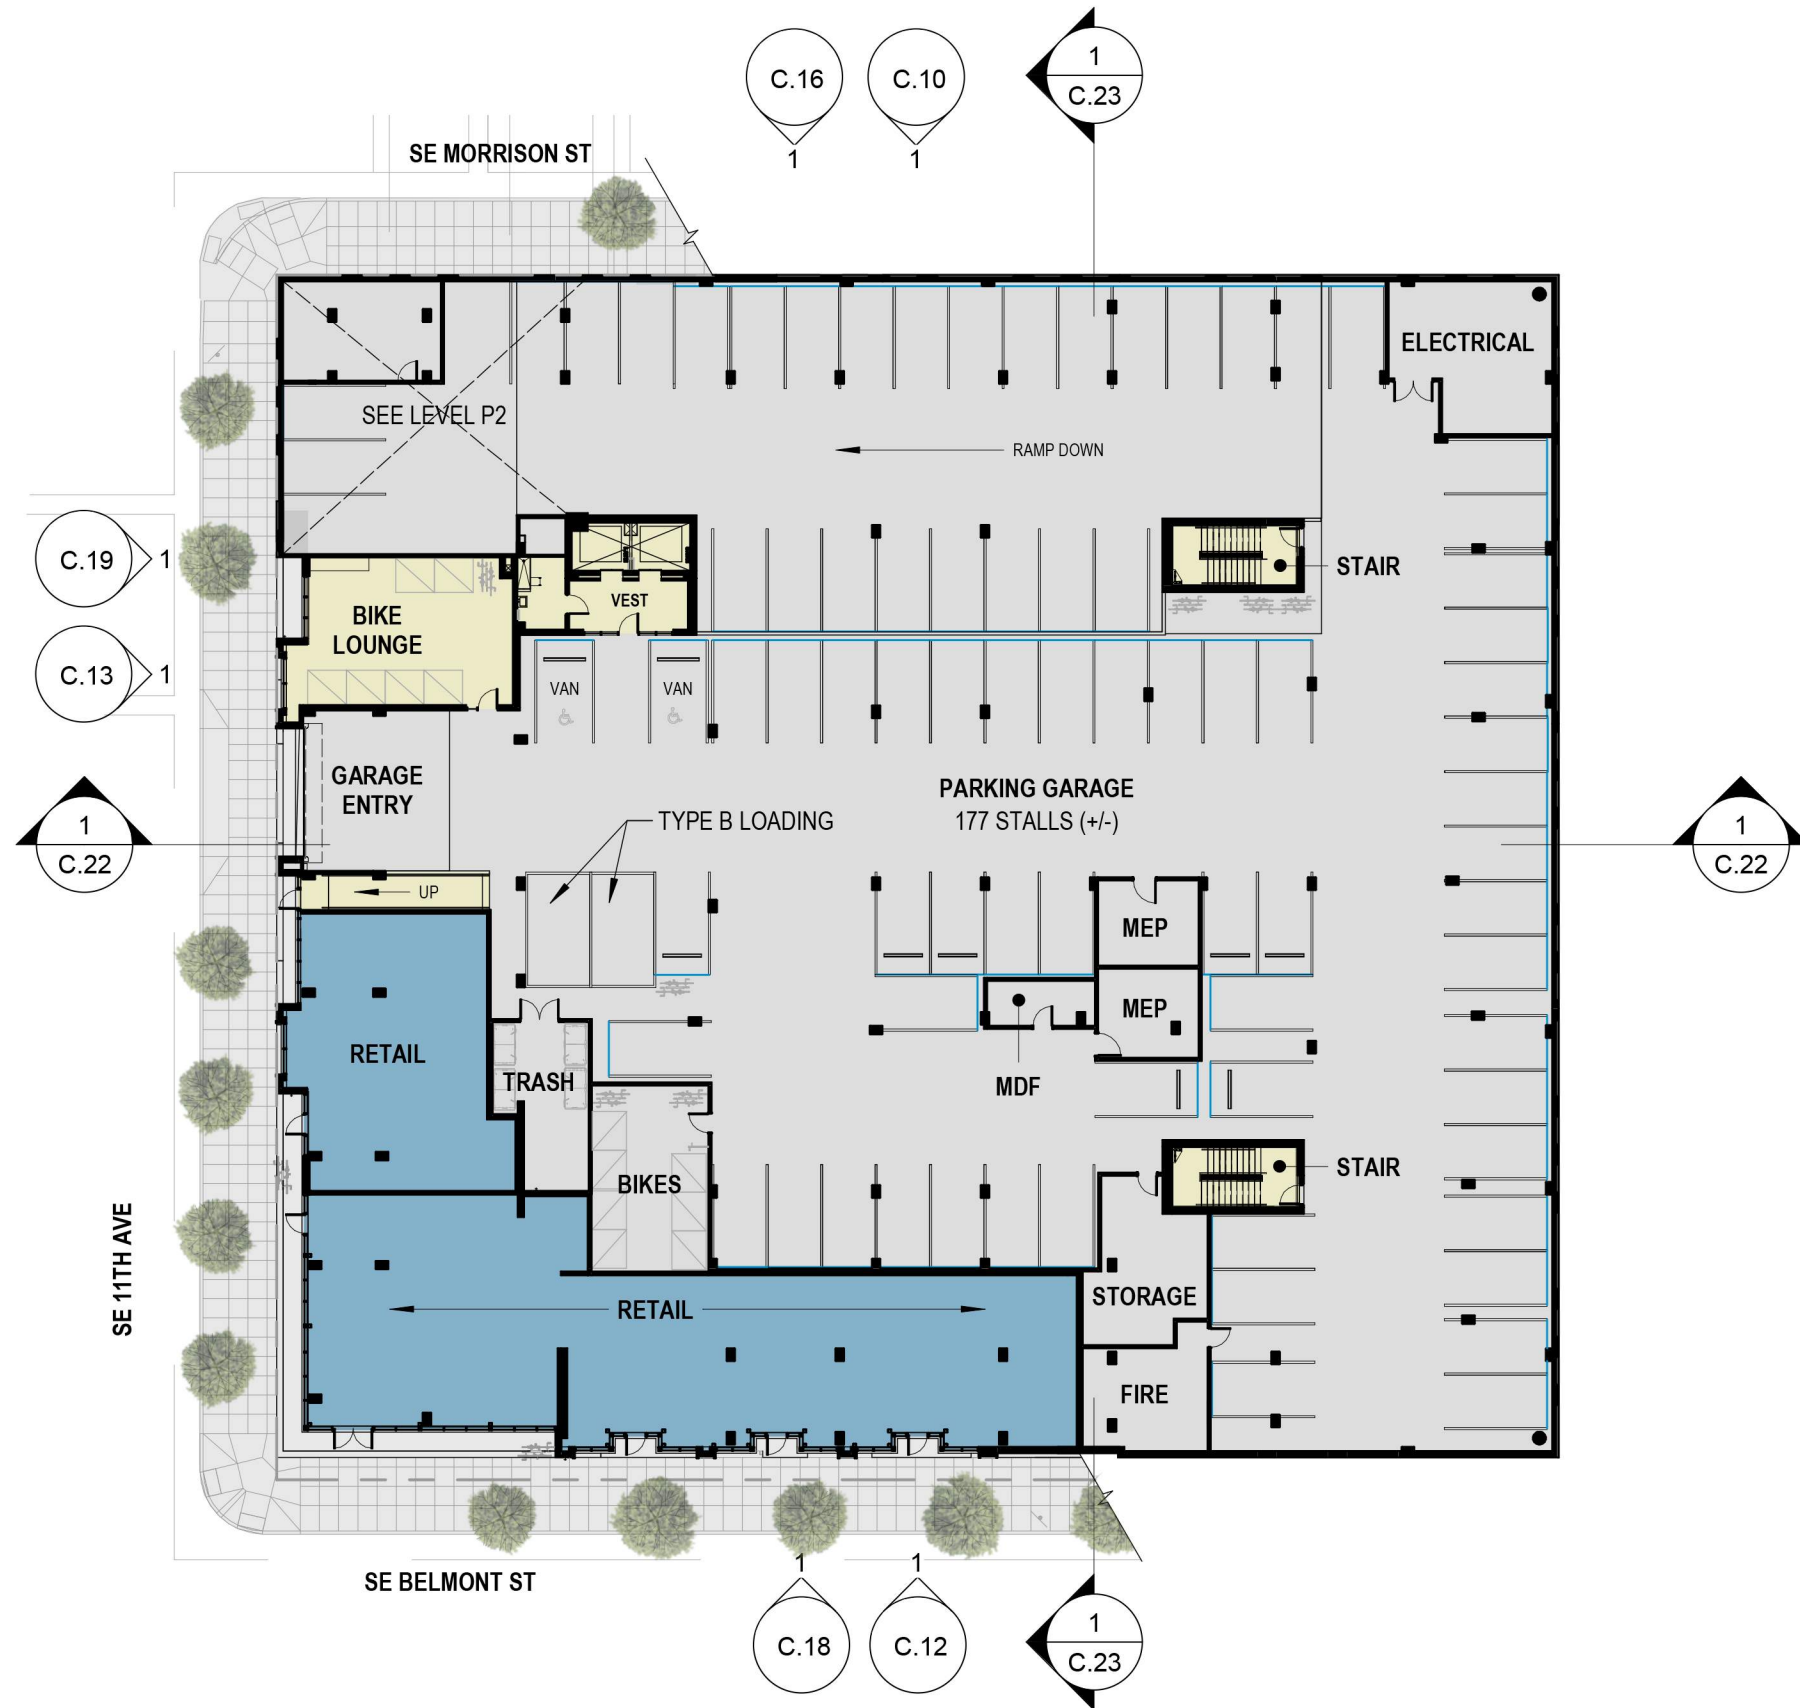 1
C.16
C.10
C.23
1
1
SE MORRISON ST
ELECTRICAL
SEE LEVEL P2
RAMP DOWN
C.19
1
STAIR
VEST
BIKE
LOUNGE
C.13
1
VAN
VAN
GARAGE
ENTRY
PARKING GARAGE
177 STALLS (+/-)
TYPE B LOADING
1
C.22
1
C.22
UP
MEP
MEP
RETAIL
TRASH
MDF
STAIR
BIKES
SE 11TH AVE
STORAGE
RETAIL
FIRE
SE BELMONT ST
1
1
C.18
C.12
1
C.23